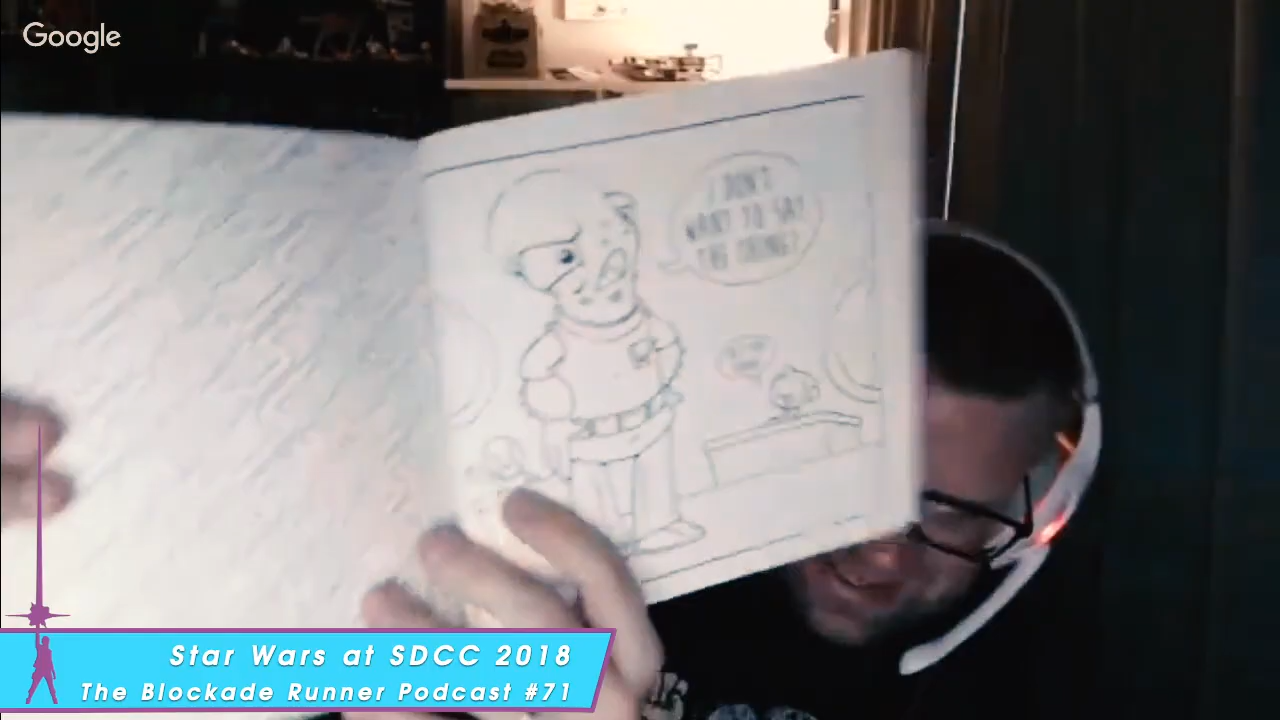 Google
I DON'T
WANT TO SAY
THE THING!
Star Wars at SDCC 2018
The Blockade Runner Podcast #71